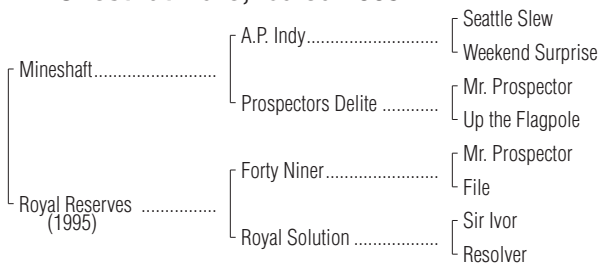 Seattle Slew
A.P. Indy
Weekend Surprise
Mineshaft
Mr. Prospector
Prospectors Delite
Up the Flagpole
Mr. Prospector
Forty Niner
File
Royal Reserves
(1995)
Sir Ivor
Royal Solution
Resolver